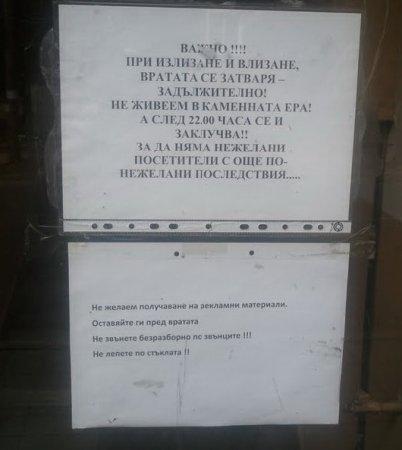 ВАЖНО !!!!
ПРИ ИЗЛИЗАНЕ И ВЛИЗАНЕ,
ВРАТАТА СЕ ЗАТВАРЯ –
ЗАДЪЛЖИТЕЛНО!
НЕ ЖИВЕЕМ В КАМЕННАТА ЕРА!
А СЛЕД 22.00 ЧАСА СЕ И
ЗАКЛУЧВА!!
ЗА ДА НЯМА НЕЖЕЛАНИ
ПОСЕТИТЕЛИ С ОЩЕ ПО-
НЕЖЕЛАНИ ПОСЛЕДСТВИЯ.....
Не желаем получаване на рекламни материали.
Оставяйте ги пред вратата
Не звънете безразборно по звънците !!!
Не лепете по стъклата !!